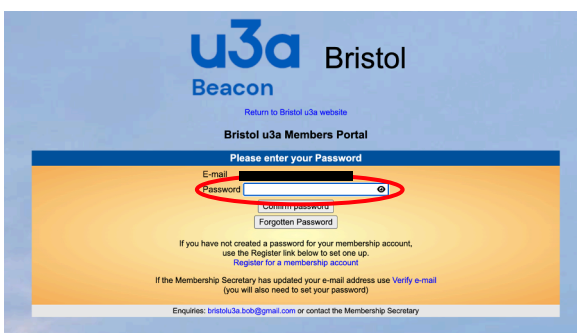 u3a Bristol
Beacon
Return to Bristol u3a website
Bristol u3a Members Portal
Please enter your Password
E-mail
Password
Confirm password
Forgotten Password
If you have not created a password for your membership account,
use the Register link below to set one up.
Register for a membership account
If the Membership Secretary has updated your e-mail address use Verify e-mail
(you will also need to set your password)
Enquiries: bristolu3a.bob@gmail.com or contact the Membership Secretary